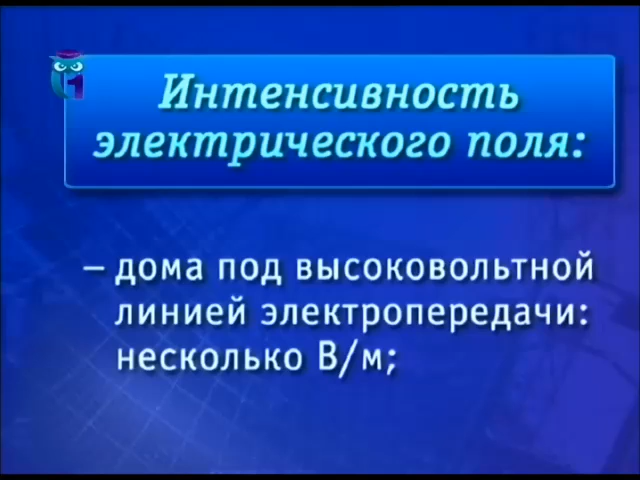 Интенсивность
электрического поля:
– дома под высоковольтной
линией электропередачи:
несколько В/м;